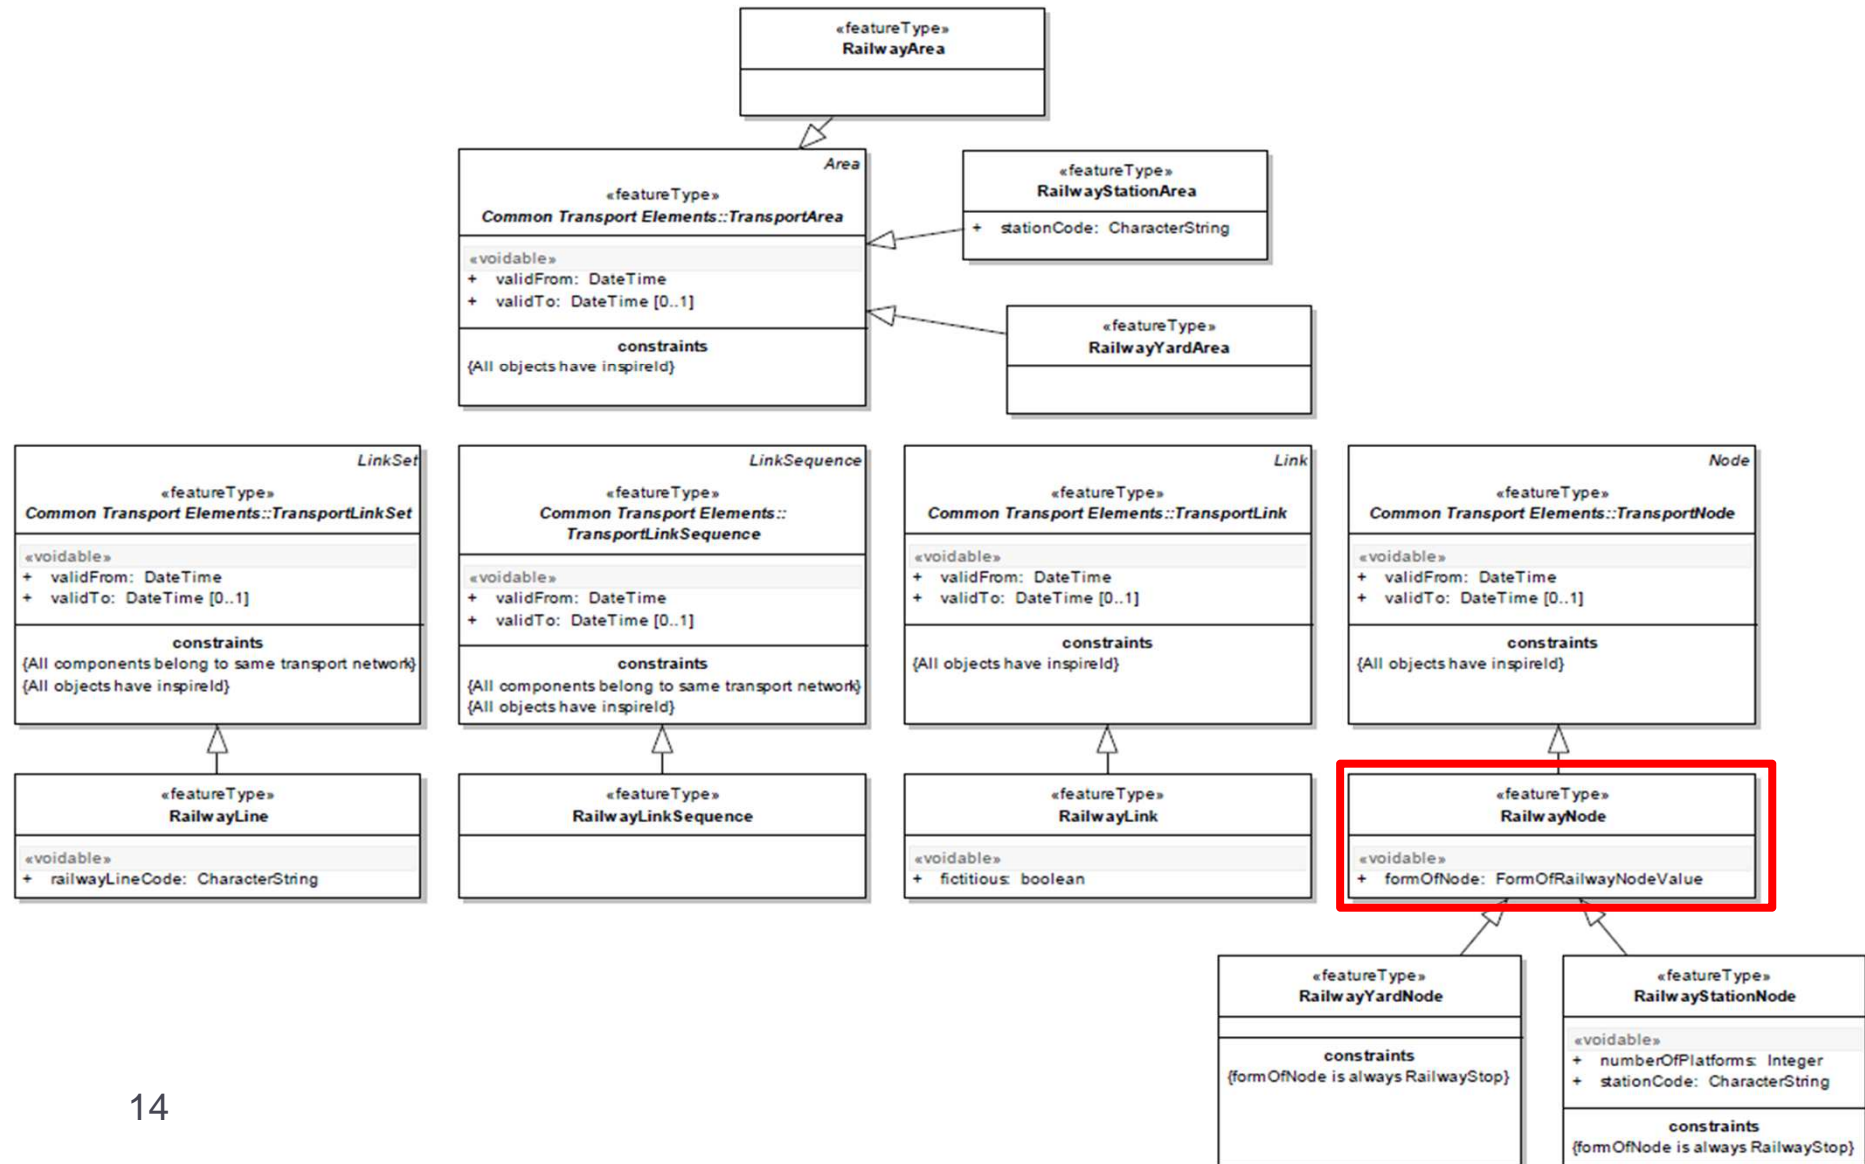 «featureType»
RailwayArea
Area
«featureType»
Common Transport Elements::TransportArea
«voidable»
+ validFrom: DateTime
+ validTo: DateTime [0..1]
constraints
{All objects have inspireId}
«featureType»
RailwayStationArea
+ stationCode: CharacterString
«featureType»
RailwayYardArea
LinkSet
«featureType»
Common Transport Elements::TransportLinkSet
«voidable»
+ validFrom: DateTime
+ validTo: DateTime [0..1]
constraints
{All components belong to same transport network}
{All objects have inspireId}
LinkSequence
«featureType»
Common Transport Elements::
TransportLinkSequence
«voidable»
+ validFrom: DateTime
+ validTo: DateTime [0..1]
constraints
{All components belong to same transport network}
{All objects have inspireId}
Link
«featureType»
Common Transport Elements::TransportLink
«voidable»
+ validFrom: DateTime
+ validTo: DateTime [0..1]
constraints
{All objects have inspireId}
Node
«featureType»
Common Transport Elements::TransportNode
«voidable»
+ validFrom: DateTime
+ validTo: DateTime [0..1]
constraints
{All objects have inspireId}
«featureType»
RailwayLine
«voidable»
+ railwayLineCode: CharacterString
«featureType»
RailwayLinkSequence
«featureType»
RailwayLink
«voidable»
+ fictitious: boolean
«featureType»
RailwayNode
«voidable»
+ formOfNode: FormOfRailwayNodeValue
«featureType»
RailwayYardNode
constraints
{formOfNode is always RailwayStop}
«featureType»
RailwayStationNode
«voidable»
+ numberOfPlatforms: Integer
+ stationCode: CharacterString
constraints
{formOfNode is always RailwayStop}
14